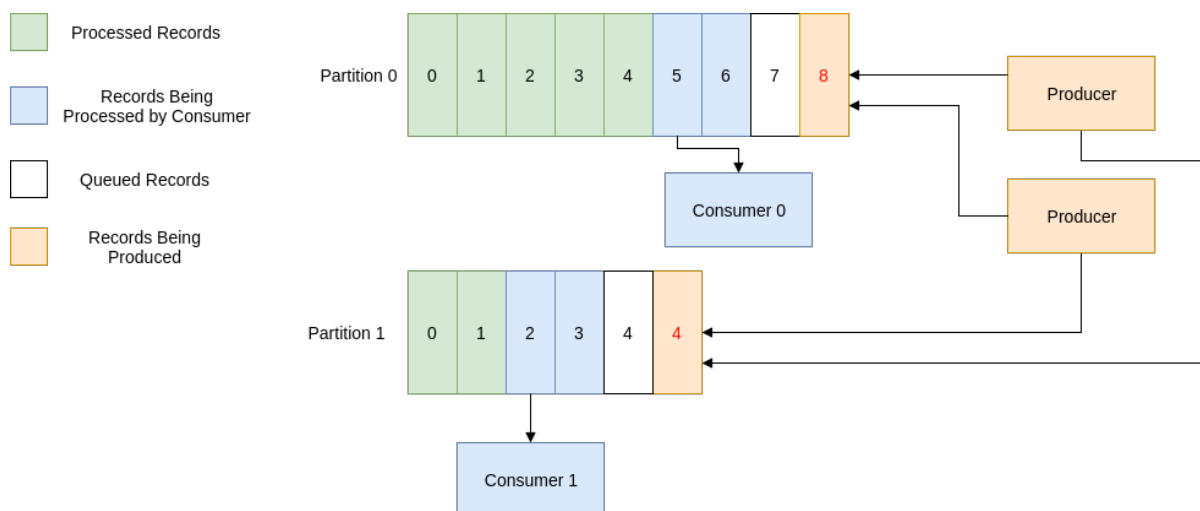 Processed Records
Records Being
Processed by Consumer
Queued Records
Records Being
Produced
Partition 0
0 1 2 3 4 5 6 7 8
Producer
Consumer 0
Producer
Partition 1
0 1 2 3 4 4
Consumer 1